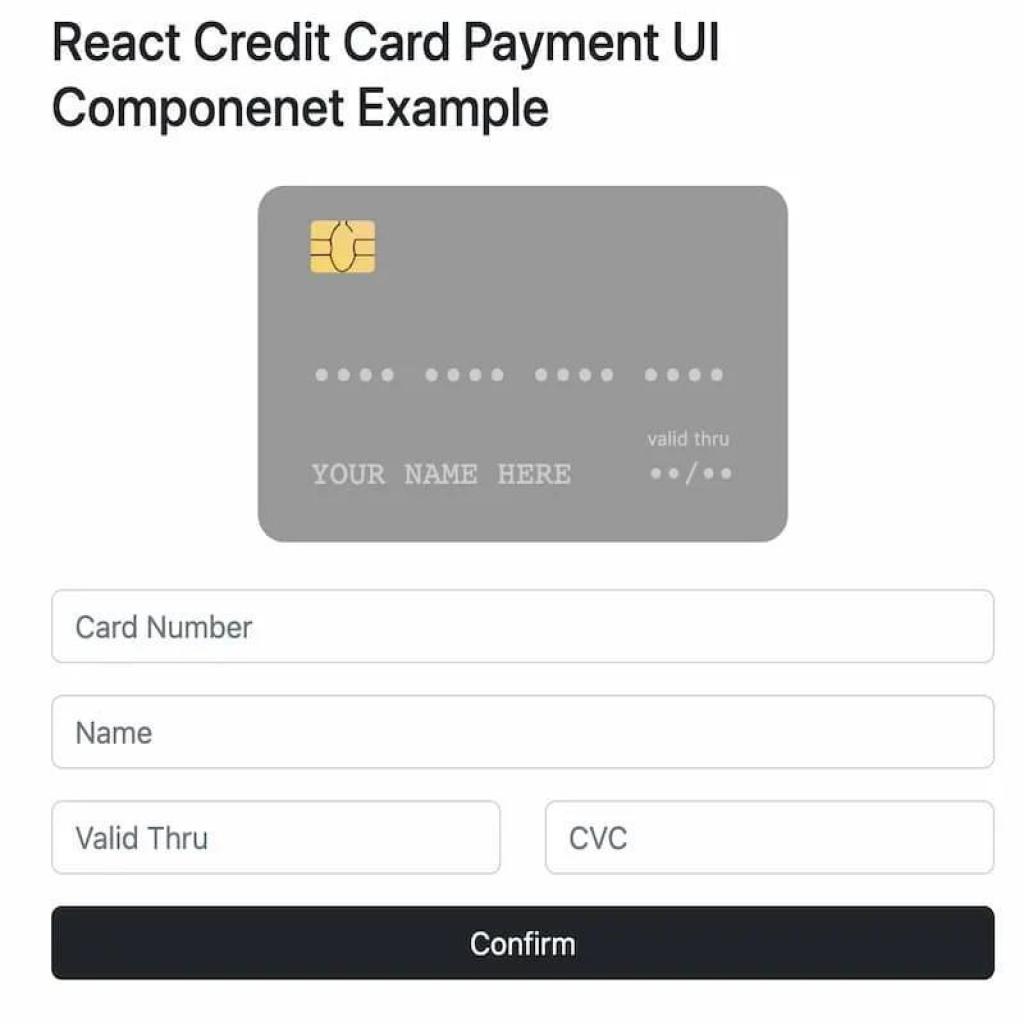 React Credit Card Payment UI
Componenet Example
•••• •••• •••• ••••
valid thru
YOUR NAME HERE ••/••
Card Number
Name
Valid Thru CVC
Confirm